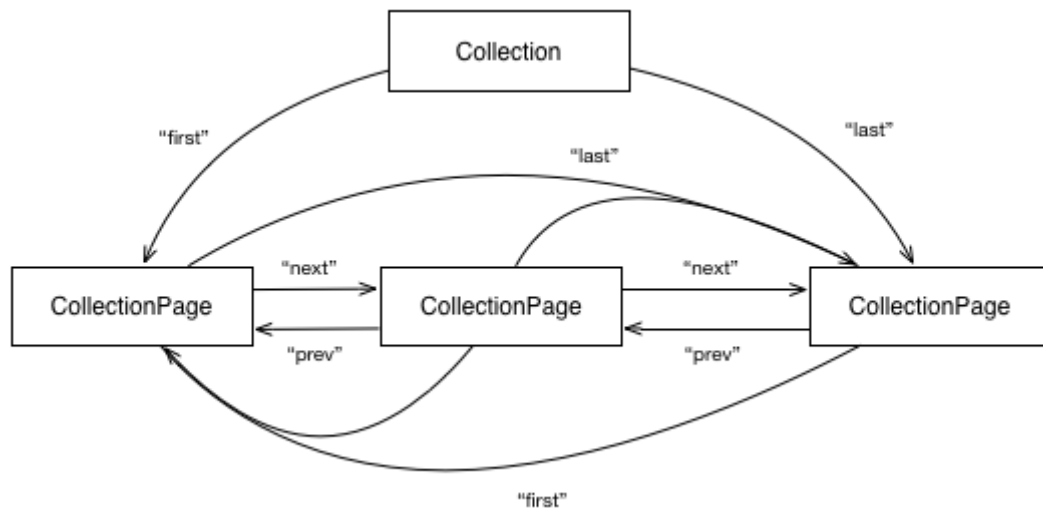 Collection
“first”
“last”
“last”
“next”
“next”
CollectionPage
CollectionPage
CollectionPage
“prev”
“prev”
“first”